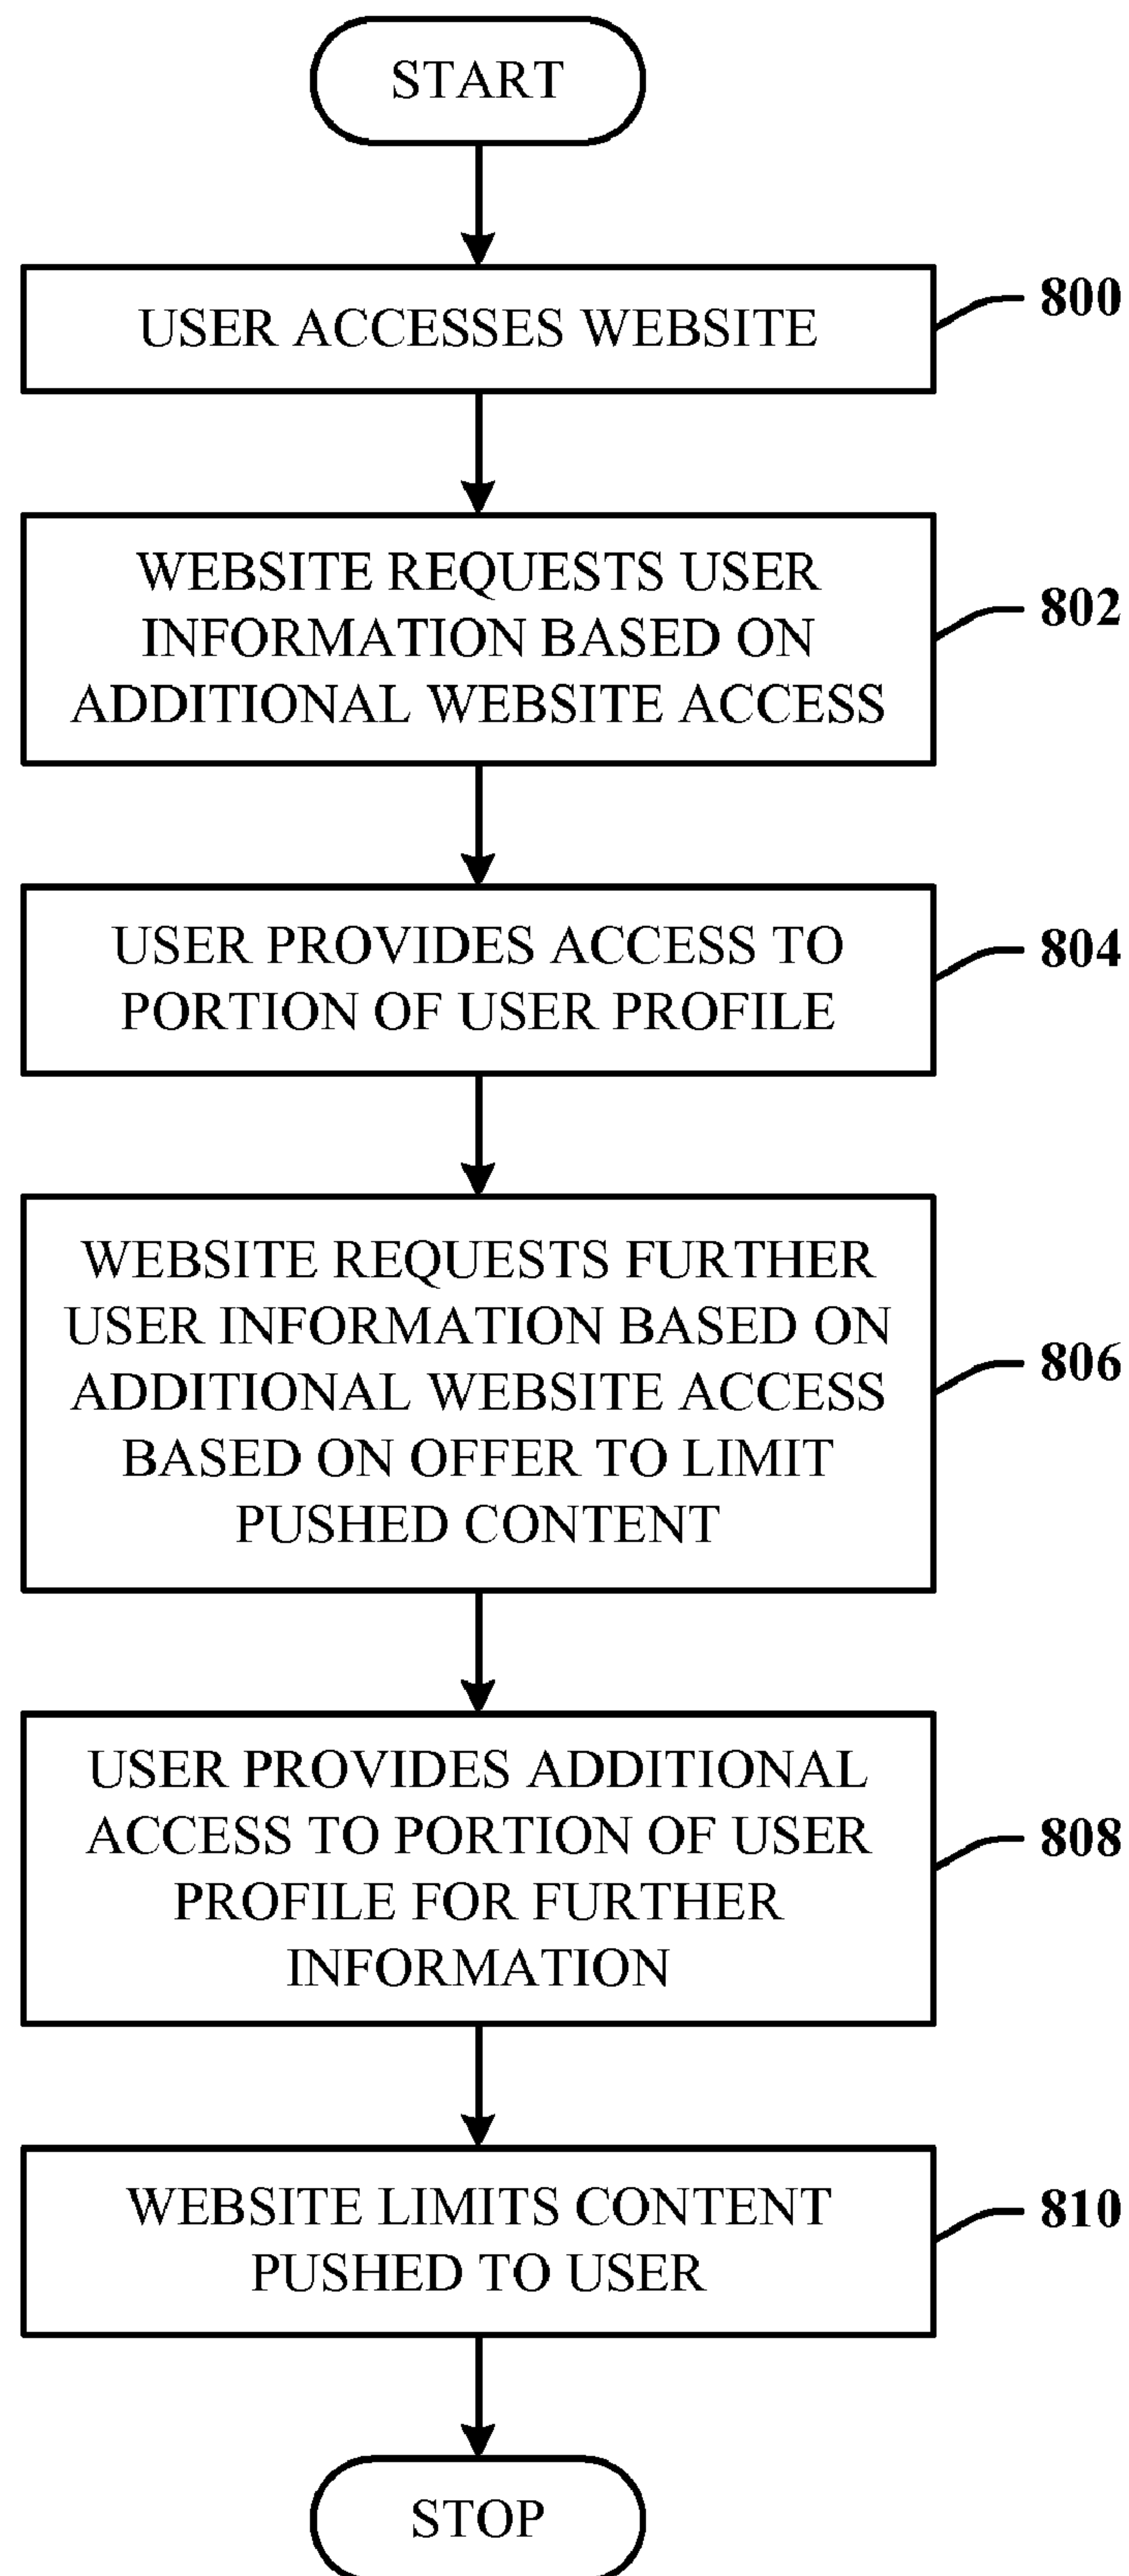 START
USER ACCESSES WEBSITE
800
WEBSITE REQUESTS USER
INFORMATION BASED ON
ADDITIONAL WEBSITE ACCESS
802
USER PROVIDES ACCESS TO
PORTION OF USER PROFILE
804
WEBSITE REQUESTS FURTHER
USER INFORMATION BASED ON
ADDITIONAL WEBSITE ACCESS
BASED ON OFFER TO LIMIT
PUSHED CONTENT
806
USER PROVIDES ADDITIONAL
ACCESS TO PORTION OF USER
PROFILE FOR FURTHER
INFORMATION
808
WEBSITE LIMITS CONTENT
PUSHED TO USER
810
STOP